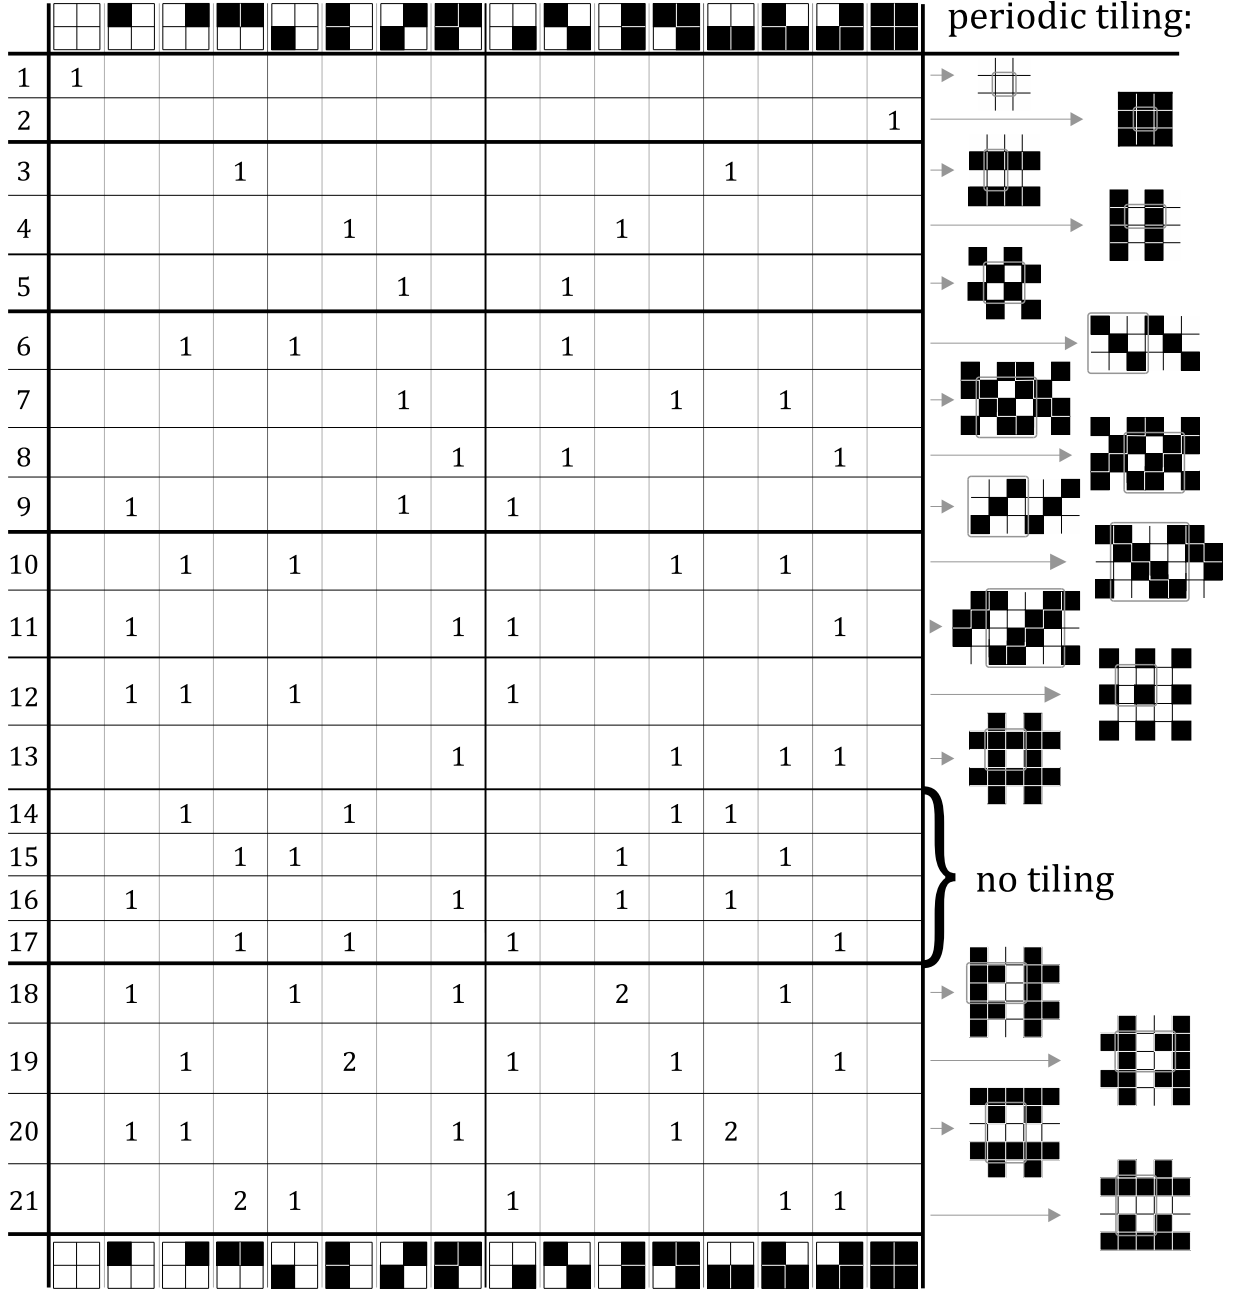 periodic tiling:
1 1
2 1
3 1 1
4 1 1
5 1 1
6 1 1 1
7 1 1 1
8 1 1 1
9 1 1 1
10 1 1 1 1
11 1 1 1 1
12 1 1 1 1
13 1 1 1 1
14 1 1 1 1
15 1 1 1 1
no tiling
16 1 1 1 1
17 1 1 1 1
18 1 1 1 2 1
19 1 2 1 1 1
20 1 1 1 1 2
21 2 1 1 1 1